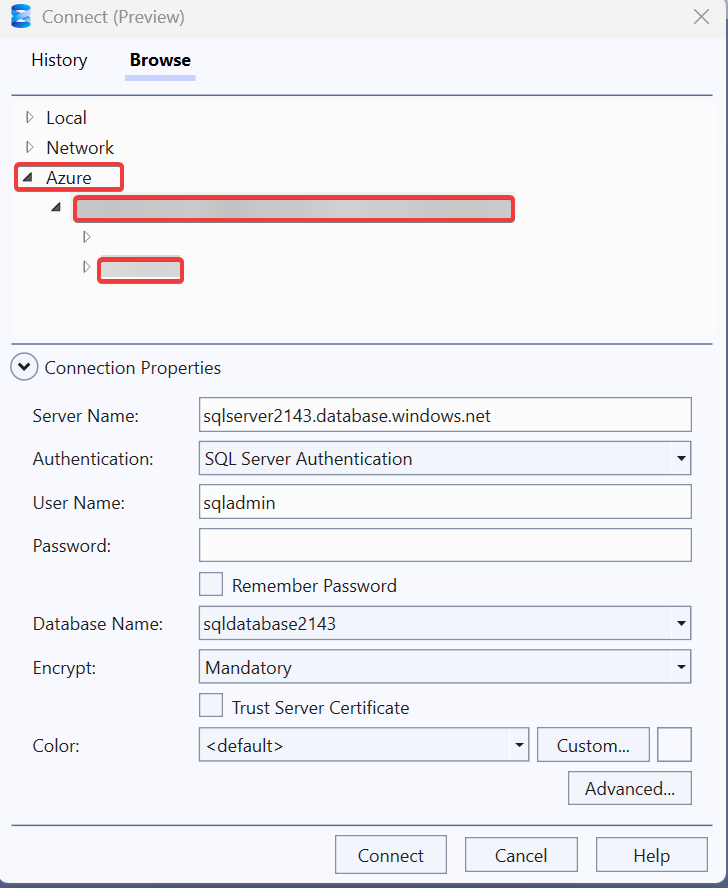 Connect (Preview)
History Browse
Local
Network
Azure
Connection Properties
Server Name: sqlserver2143.database.windows.net
Authentication: SQL Server Authentication
User Name: sqladmin
Password:
Remember Password
Database Name: sqldatabase2143
Encrypt: Mandatory
Trust Server Certificate
Color: <default> Custom...
Advanced...
Connect Cancel Help